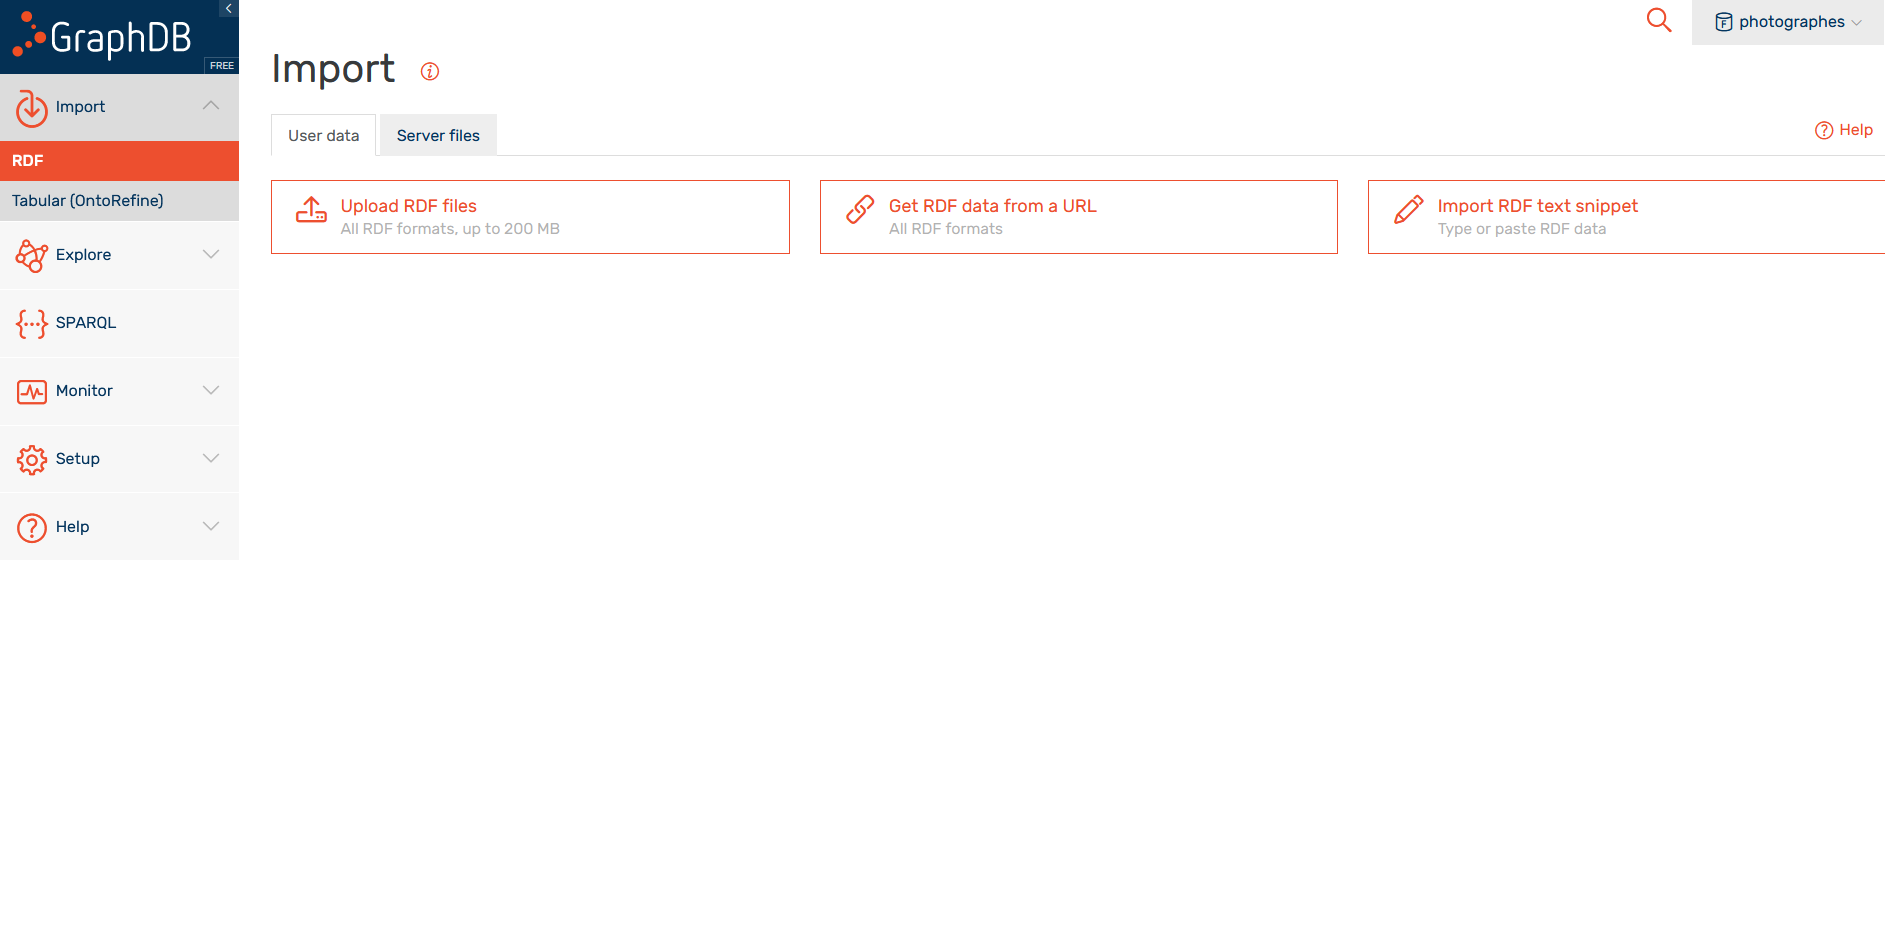 GraphDB
FREE
photographes
Import
Import
RDF
Tabular (OntoRefine)
Explore
SPARQL
Monitor
Setup
Help
User data
Server files
Help
Upload RDF files
All RDF formats, up to 200 MB
Get RDF data from a URL
All RDF formats
Import RDF text snippet
Type or paste RDF data